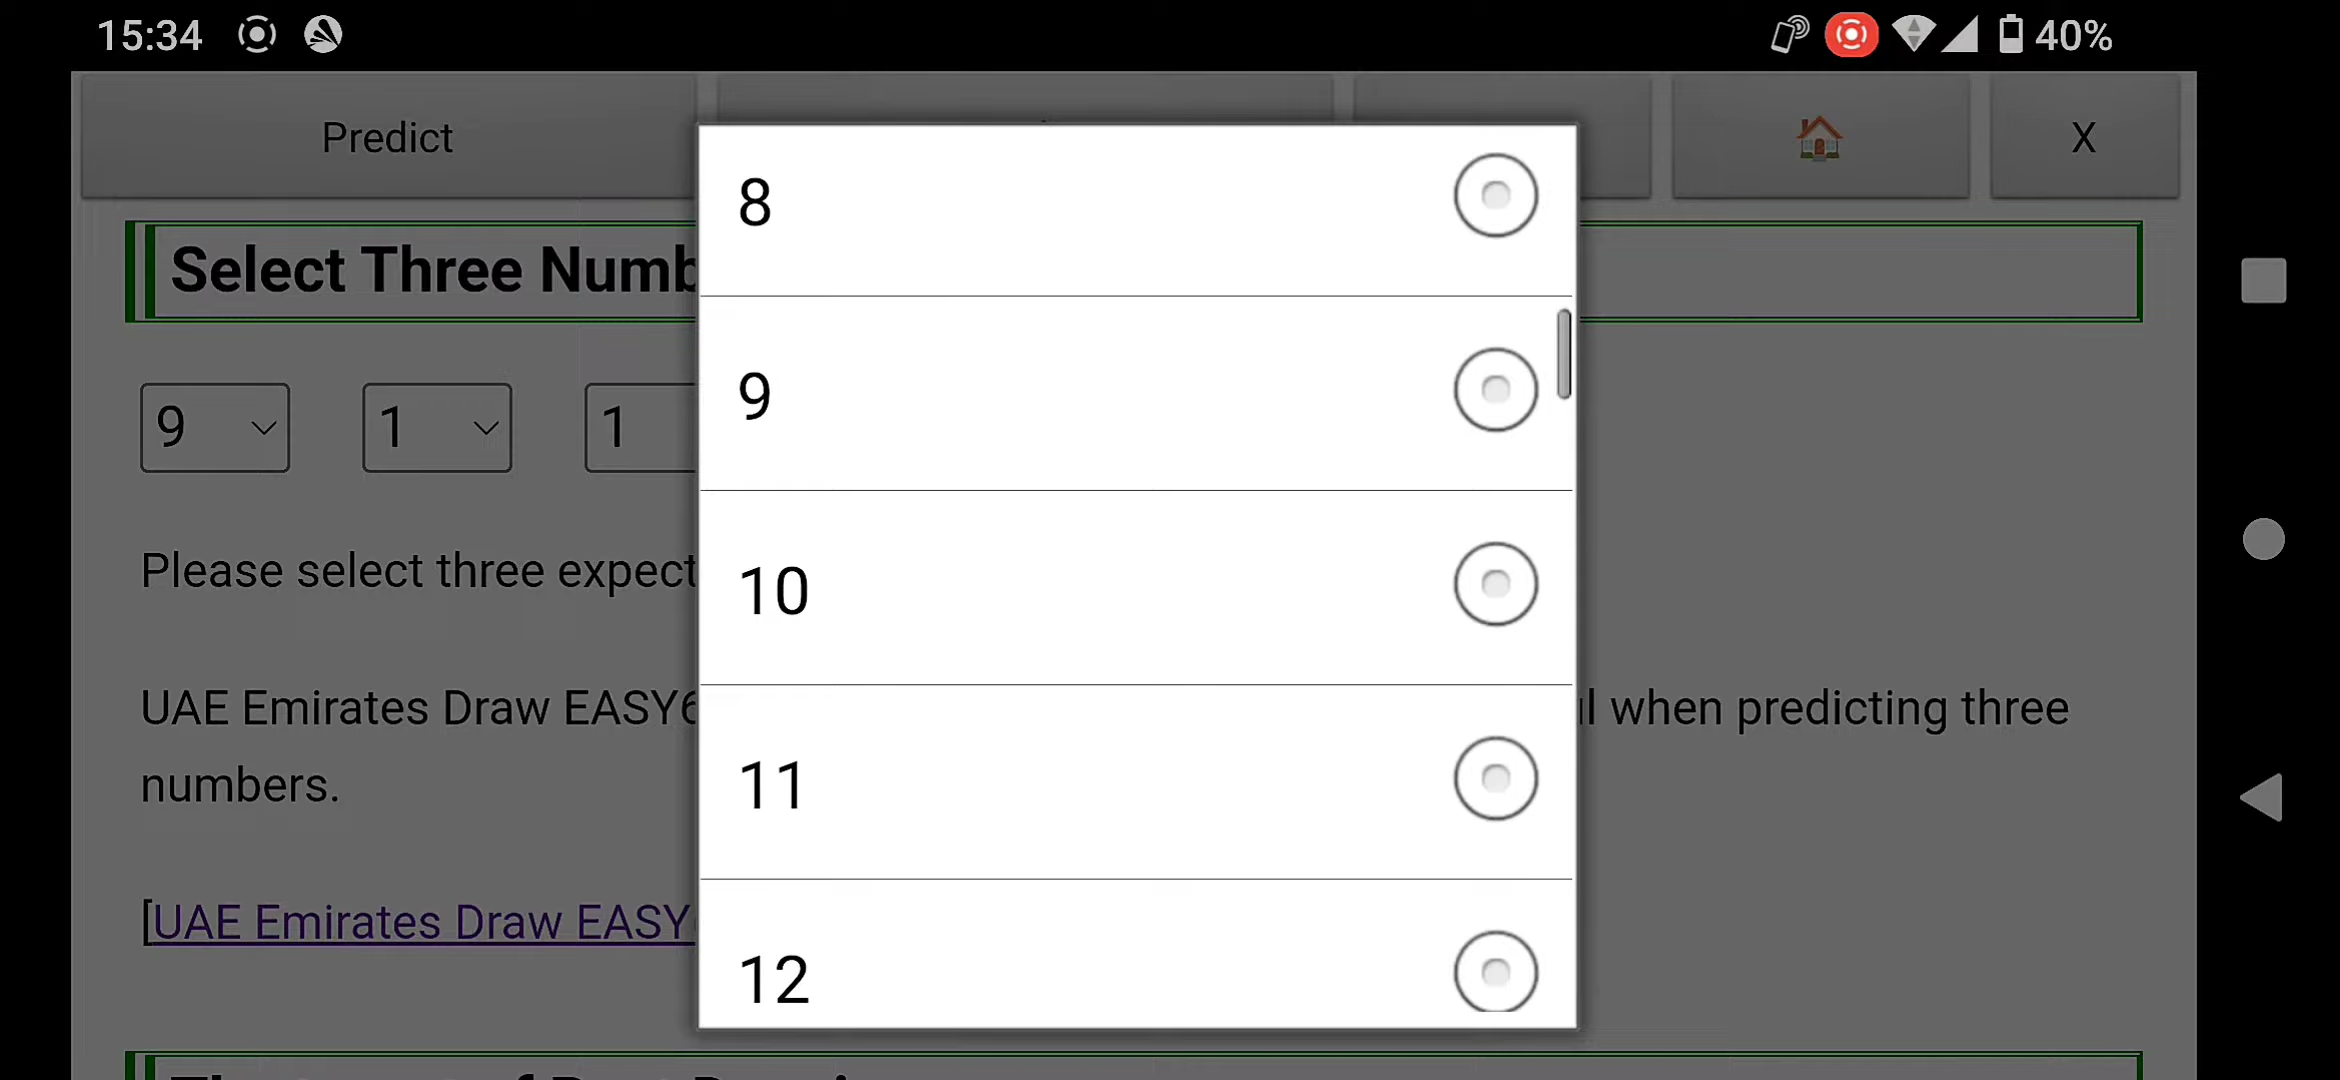 15:34
40%
Predict
X
Select Three Numb
9 1 1
Please select three expect
UAE Emirates Draw EASY6
l when predicting three
numbers.
[UAE Emirates Draw EASY
8
9
10
11
12